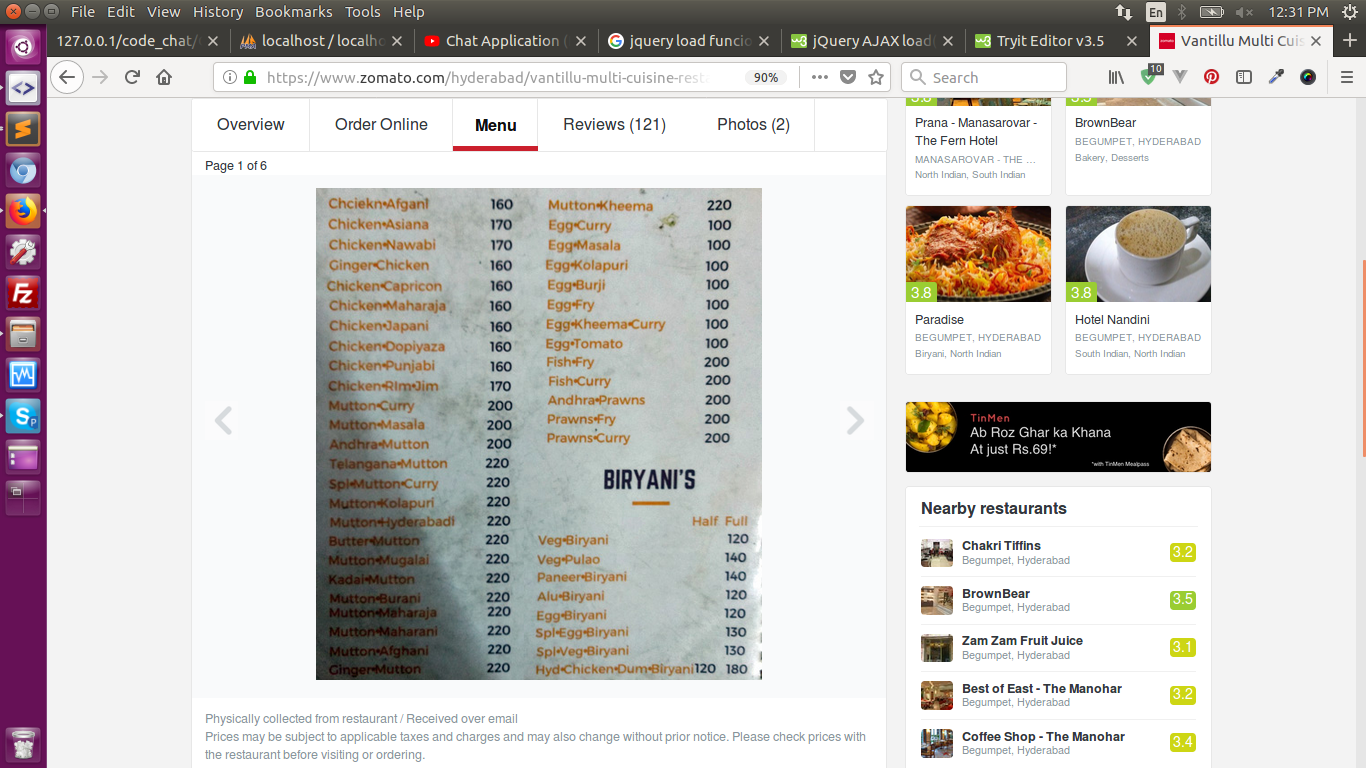 File Edit View History Bookmarks Tools Help
En
12:31 PM
127.0.0.1/code_chat/
localhost / localho
Chat Application (
jquery load funcio
jQuery AJAX load(
Tryit Editor v3.5
Vantillu Multi Cuis
https://www.zomato.com/hyderabad/vantillu-multi-cuisine-resta
90%
Search
10
Overview
Order Online
Menu
Reviews (121)
Photos (2)
Page 1 of 6
Chciekn•Afgani 160
Chicken•Asiana 170
Chicken•Nawabi 170
Ginger•Chicken 160
Chicken•Capricon 160
Chicken•Maharaja 160
Chicken•Japani 160
Chicken•Dopiyaza 160
Chicken•Punjabi 160
Chicken•RIm•Jim 170
Mutton•Curry 200
Mutton•Masala 200
Andhra•Mutton 200
Telangana•Mutton 220
Spl•Mutton•Curry 220
Mutton•Kolapuri 220
Mutton•Hyderabadi 220
Butter•Mutton 220
Mutton•Mugalai 220
Kadai•Mutton 220
Mutton•Burani 220
Mutton•Maharaja 220
Mutton•Maharani 220
Mutton•Afghani 220
Ginger•Mutton 220
Mutton•Kheema 220
Egg•Curry 100
Egg•Masala 100
Egg•Kolapuri 100
Egg•Burji 100
Egg•Fry 100
Egg•Kheema•Curry 100
Egg•Tomato 100
Fish•Fry 200
Fish•Curry 200
Andhra•Prawns 200
Prawns•Fry 200
Prawns•Curry 200
BIRYANI'S
Half Full
Veg•Biryani 120
Veg•Pulao 140
Paneer•Biryani 140
Alu•Biryani 120
Egg•Biryani 120
Spl•Egg•Biryani 130
Spl•Veg•Biryani 130
Hyd•Chicken•Dum•Biryani 120 180
Physically collected from restaurant / Received over email
Prices may be subject to applicable taxes and charges and may also change without prior notice. Please check prices with
the restaurant before visiting or ordering.
Prana - Manasarovar -
The Fern Hotel
MANASAROVAR - THE ...
North Indian, South Indian
BrownBear
BEGUMPET, HYDERABAD
Bakery, Desserts
3.8
Paradise
BEGUMPET, HYDERABAD
Biryani, North Indian
3.8
Hotel Nandini
BEGUMPET, HYDERABAD
South Indian, North Indian
TinMen
Ab Roz Ghar ka Khana
At just Rs.69!*
*with TinMen Mealpass
Nearby restaurants
Chakri Tiffins 3.2
Begumpet, Hyderabad
BrownBear 3.5
Begumpet, Hyderabad
Zam Zam Fruit Juice 3.1
Begumpet, Hyderabad
Best of East - The Manohar 3.2
Begumpet, Hyderabad
Coffee Shop - The Manohar 3.4
Begumpet, Hyderabad